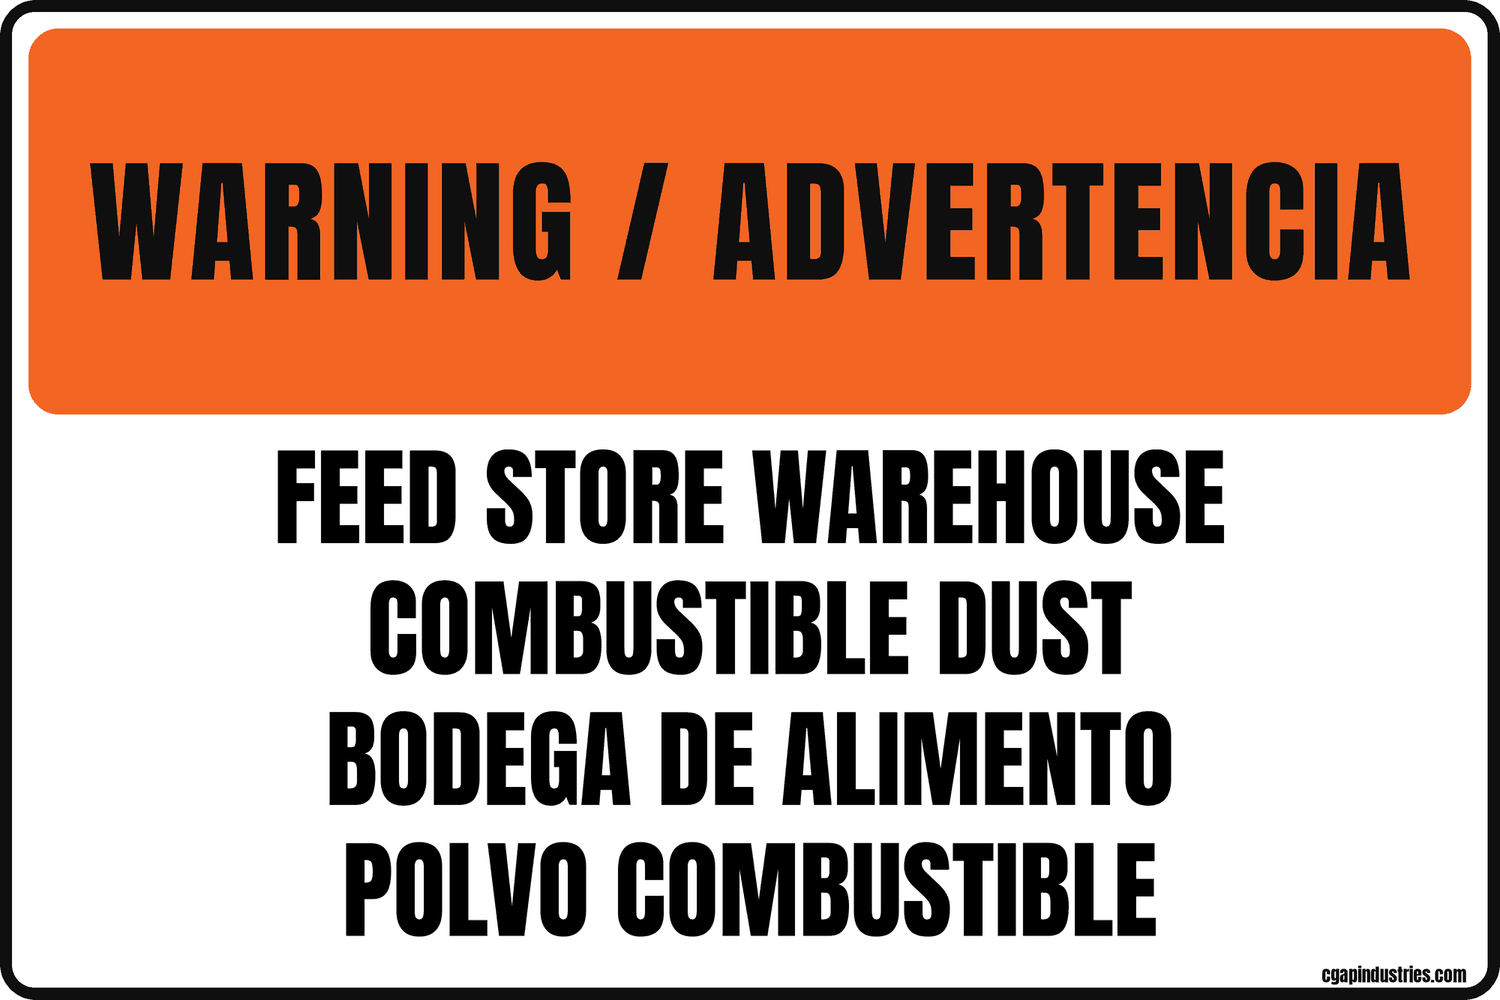 WARNING / ADVERTENCIA
FEED STORE WAREHOUSE
COMBUSTIBLE DUST
BODEGA DE ALIMENTO
POLVO COMBUSTIBLE
cgapindustries.com